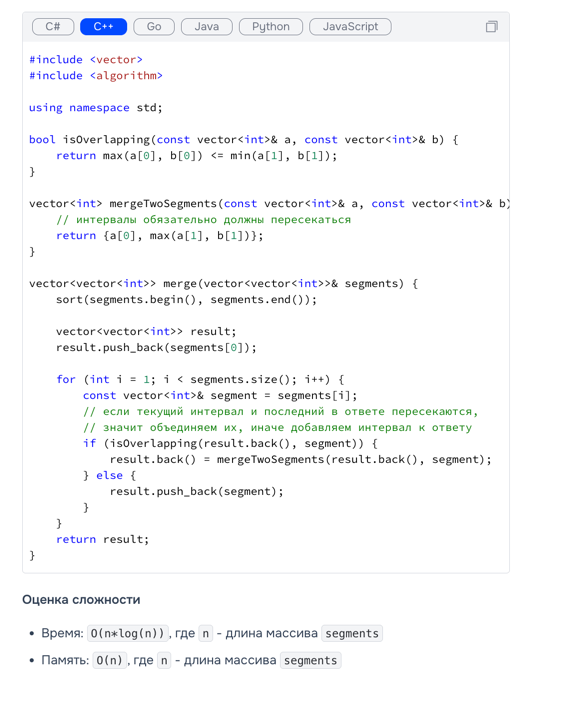 C# C++ Go Java Python JavaScript
#include <vector>
#include <algorithm>
using namespace std;
bool isOverlapping(const vector<int>& a, const vector<int>& b) {
    return max(a[0], b[0]) <= min(a[1], b[1]);
}
vector<int> mergeTwoSegments(const vector<int>& a, const vector<int>& b)
    // интервалы обязательно должны пересекаться
    return {a[0], max(a[1], b[1])};
}
vector<vector<int>> merge(vector<vector<int>>& segments) {
    sort(segments.begin(), segments.end());
    vector<vector<int>> result;
    result.push_back(segments[0]);
    for (int i = 1; i < segments.size(); i++) {
        const vector<int>& segment = segments[i];
        // если текущий интервал и последний в ответе пересекаются,
        // значит объединяем их, иначе добавляем интервал к ответу
        if (isOverlapping(result.back(), segment)) {
            result.back() = mergeTwoSegments(result.back(), segment);
        } else {
            result.push_back(segment);
        }
    }
    return result;
}
Оценка сложности
• Время: O(n*log(n)), где n - длина массива segments
• Память: O(n), где n - длина массива segments